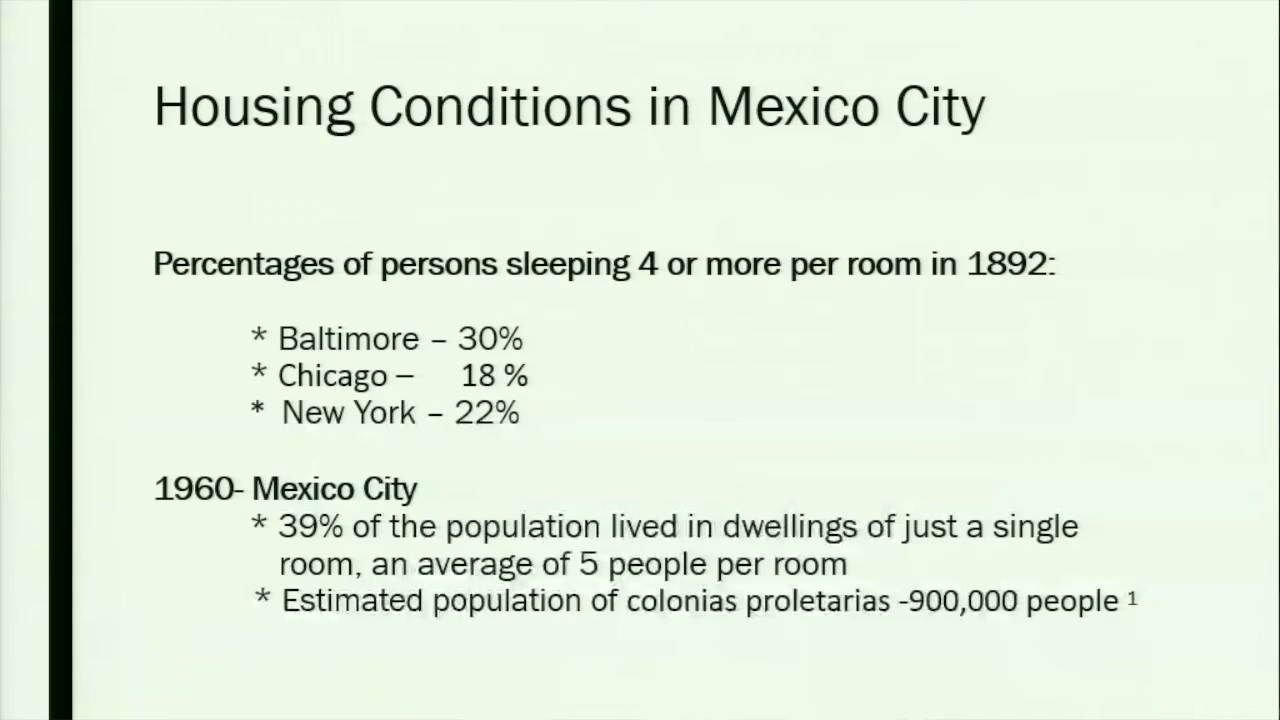 Housing Conditions in Mexico City
Percentages of persons sleeping 4 or more per room in 1892:
* Baltimore – 30%
* Chicago – 18 %
* New York – 22%
1960- Mexico City
* 39% of the population lived in dwellings of just a single
room, an average of 5 people per room
* Estimated population of colonias proletarias -900,000 people ¹